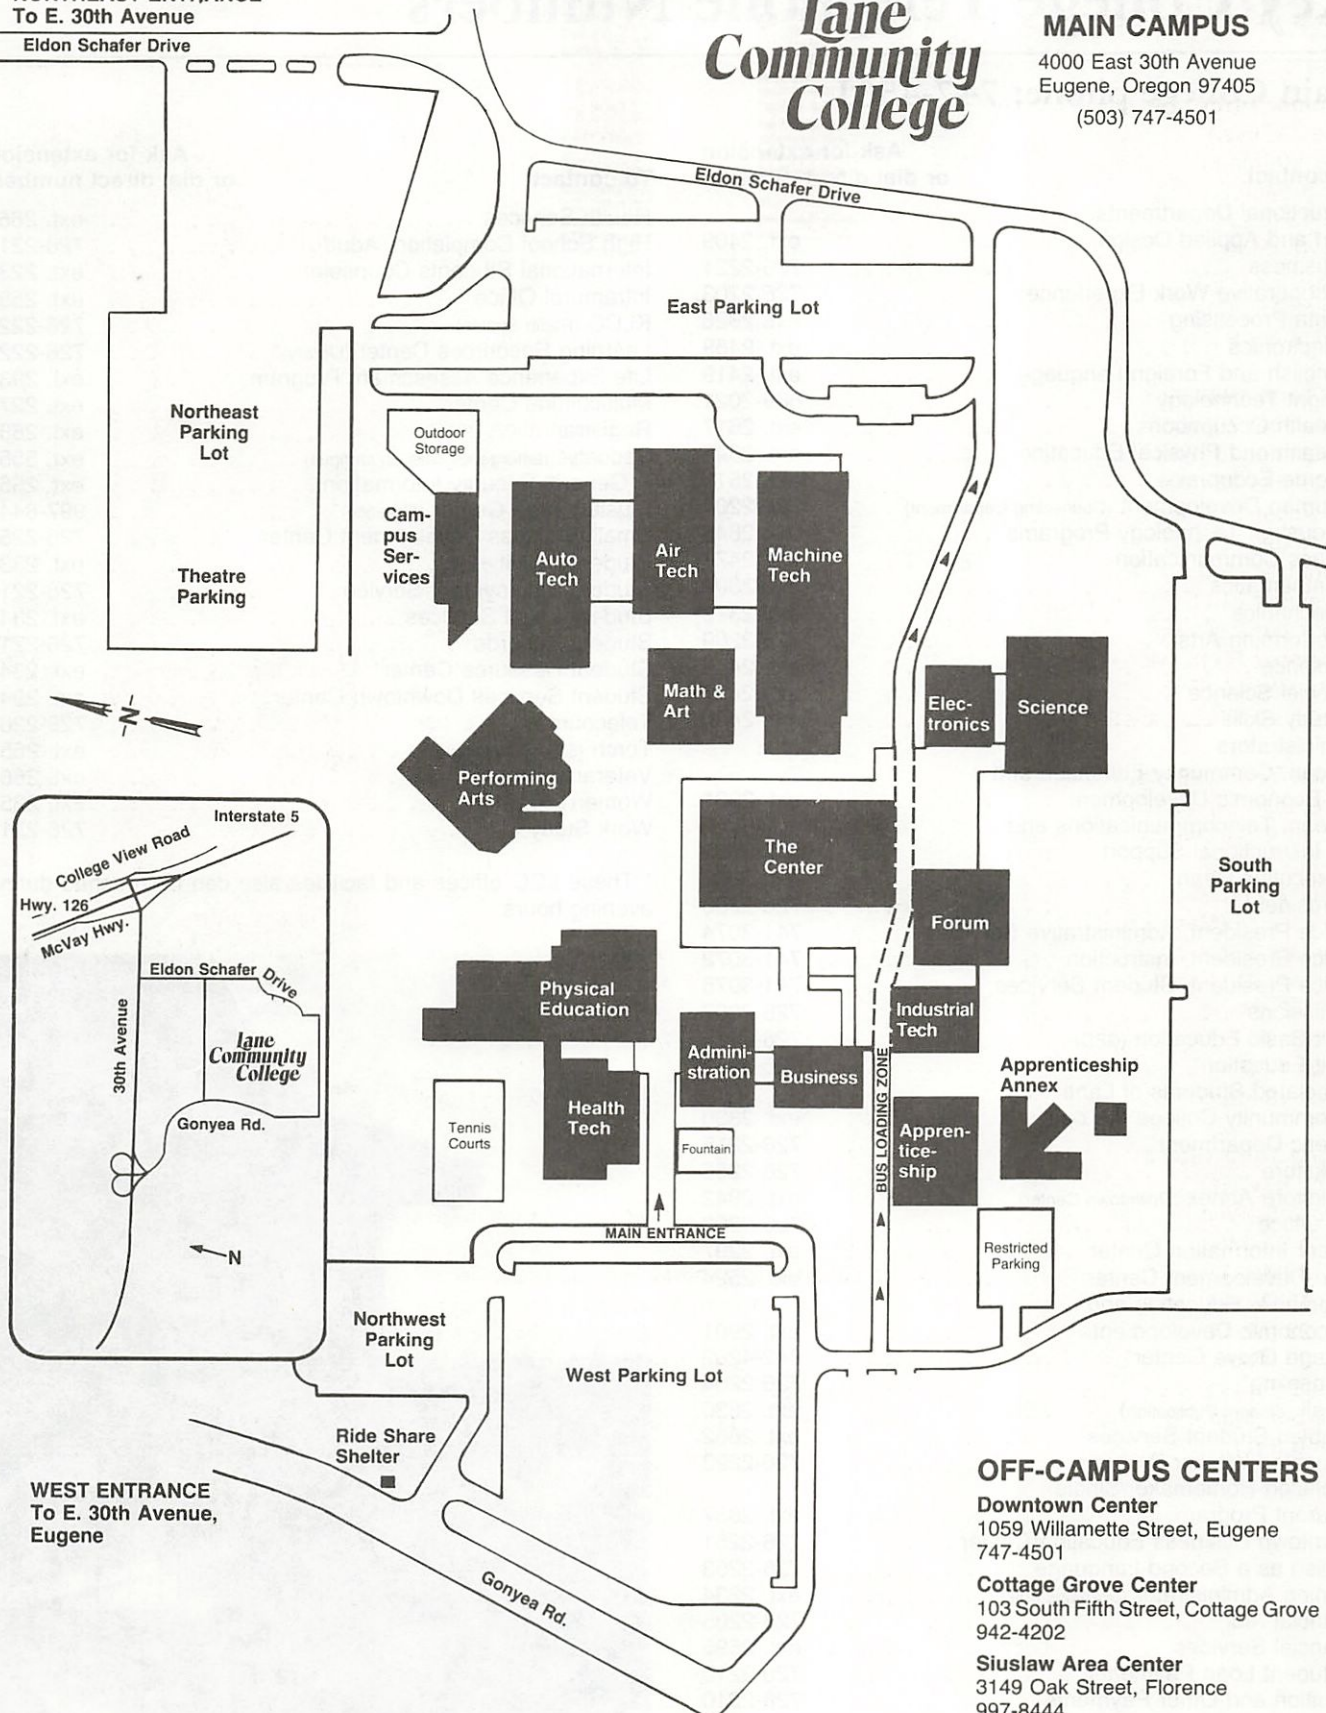 To E. 30th Avenue
Eldon Schafer Drive
Lane
Community
College
MAIN CAMPUS
4000 East 30th Avenue
Eugene, Oregon 97405
(503) 747-4501
Eldon Schafer Drive
East Parking Lot
Northeast
Parking
Lot
Theatre
Parking
Outdoor
Storage
Cam-
pus
Ser-
vices
Auto
Tech
Air
Tech
Machine
Tech
Math &
Art
Elec-
tronics
Science
-N-
Performing
Arts
The
Center
Forum
South
Parking
Lot
Interstate 5
College View Road
Hwy. 126
McVay Hwy.
Eldon Schafer Drive
30th Avenue
Lane
Community
College
Gonyea Rd.
N
Physical
Education
Industrial
Tech
Admini-
stration
Business
Apprenticeship
Annex
Health
Tech
Tennis
Courts
Fountain
BUS LOADING ZONE
Appren-
tice-
ship
MAIN ENTRANCE
Restricted
Parking
Northwest
Parking
Lot
West Parking Lot
Ride Share
Shelter
WEST ENTRANCE
To E. 30th Avenue,
Eugene
Gonyea Rd.
OFF-CAMPUS CENTERS
Downtown Center
1059 Willamette Street, Eugene
747-4501
Cottage Grove Center
103 South Fifth Street, Cottage Grove
942-4202
Siuslaw Area Center
3149 Oak Street, Florence
997-8444